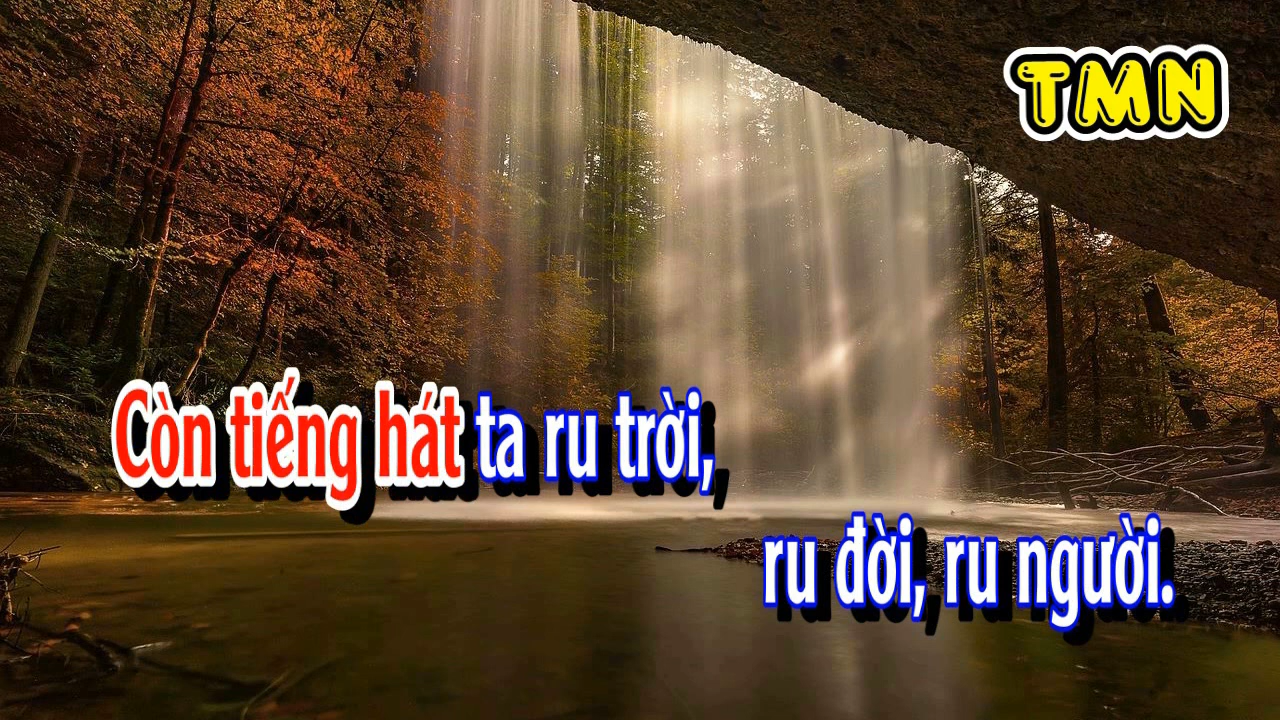 TMN
Còn tiếng hát ta ru trời,
ru đời, ru người.